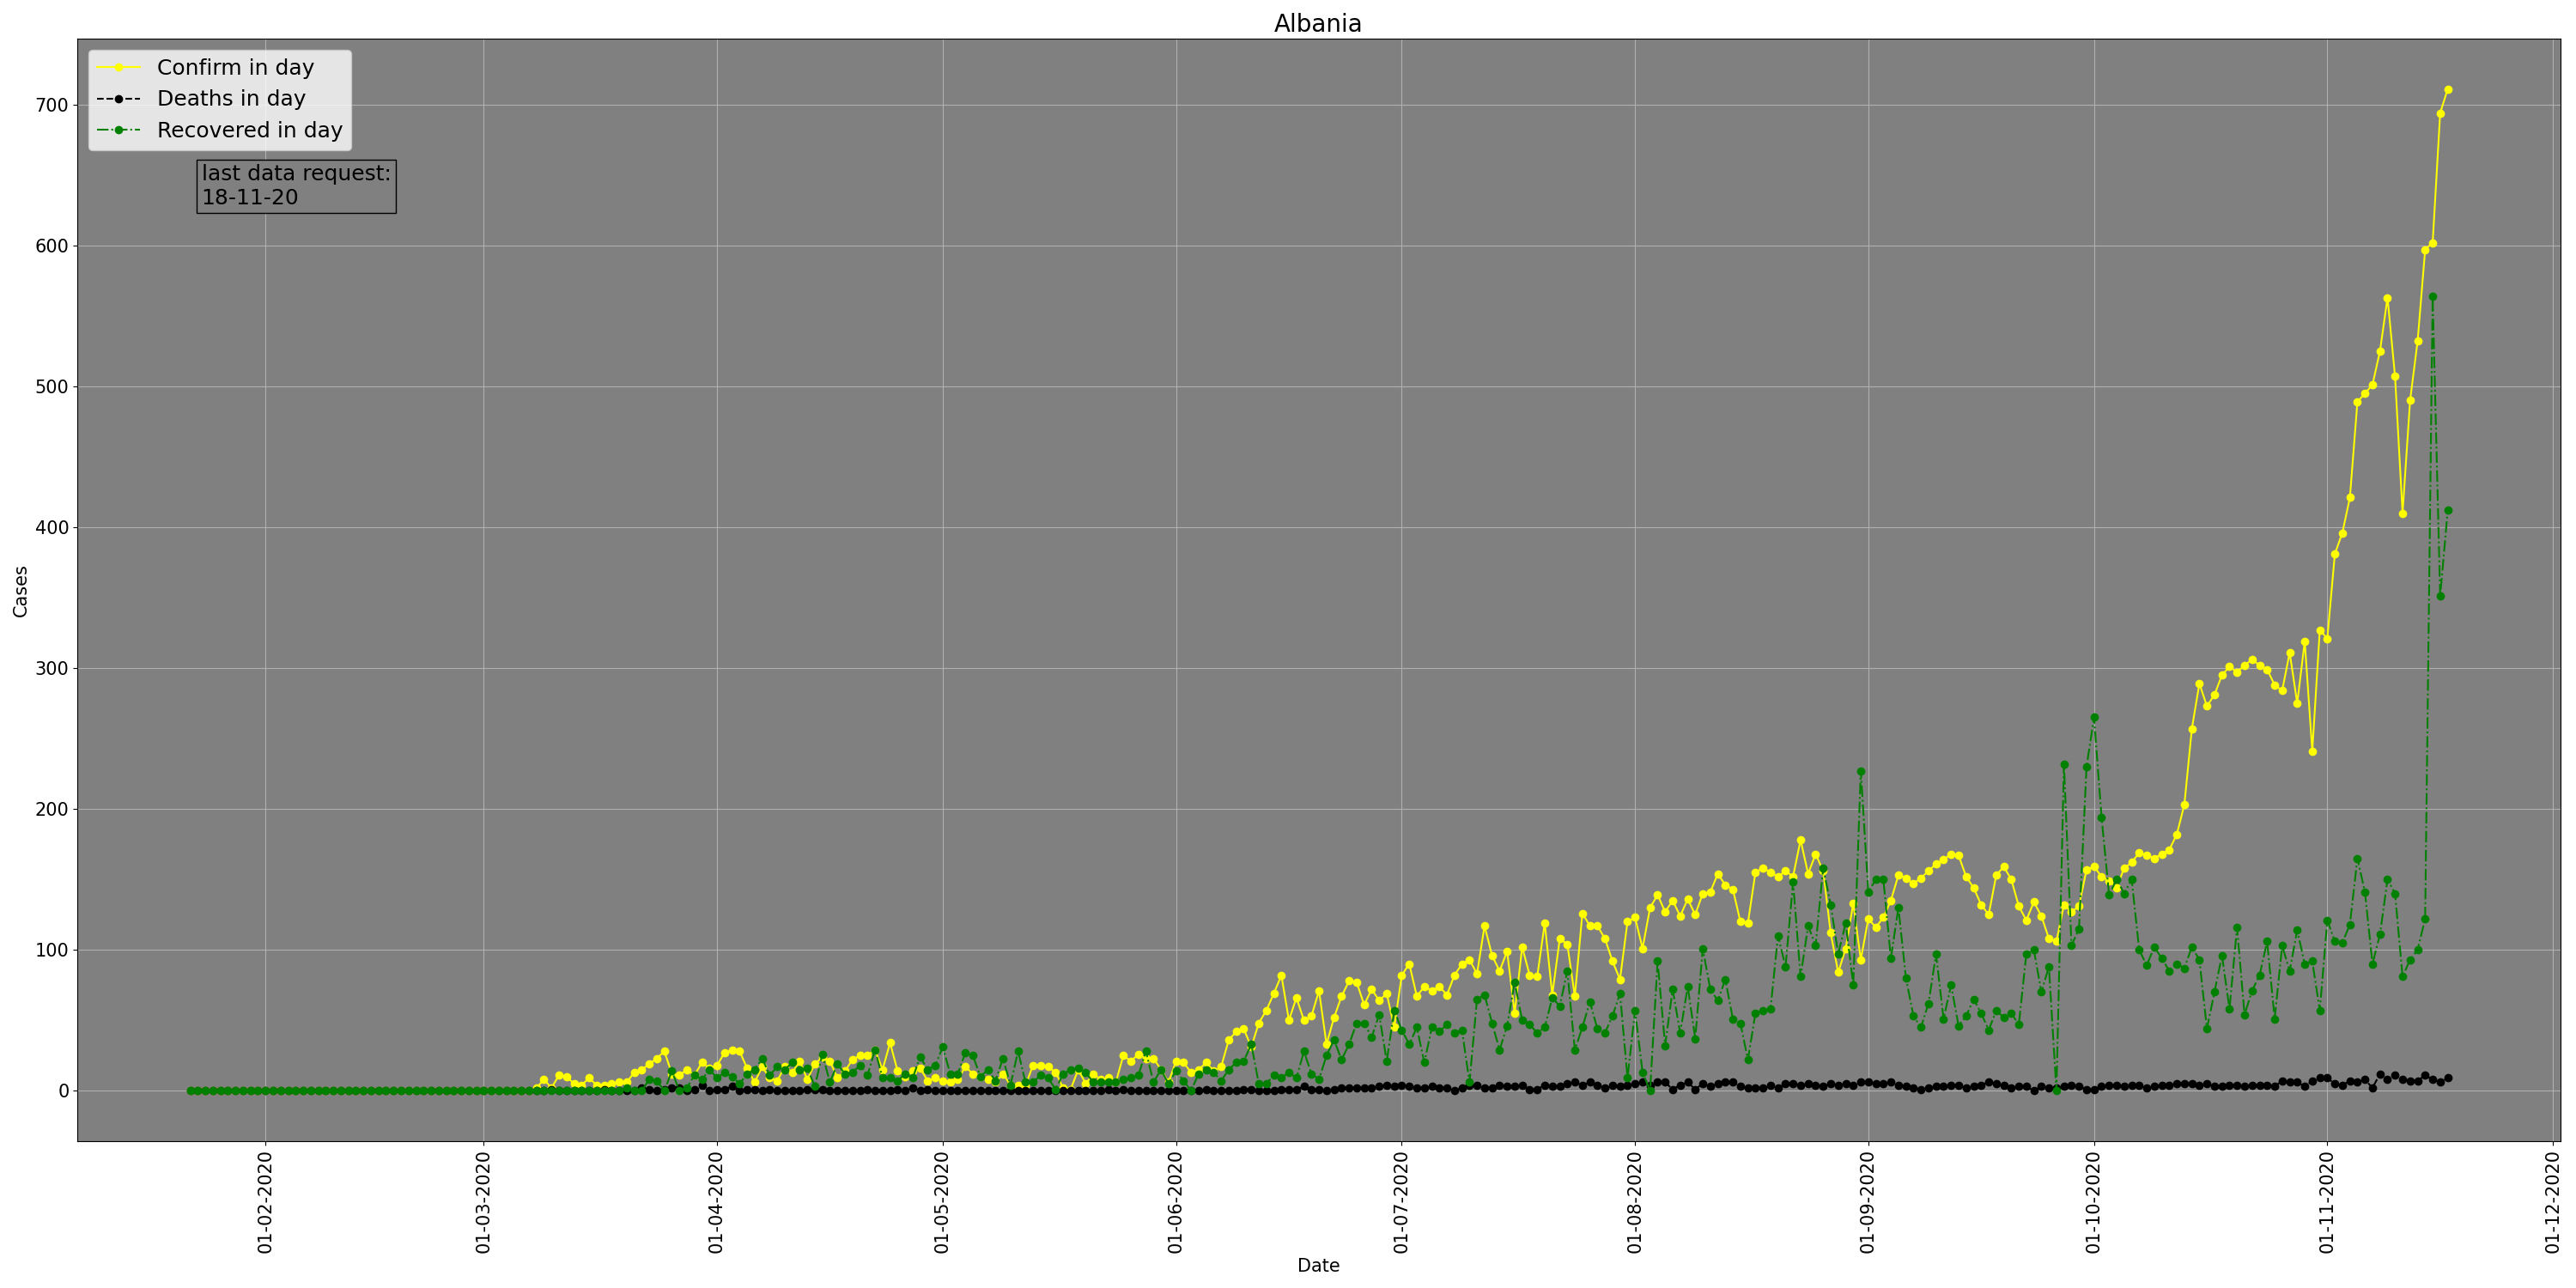 Albania
Confirm in day
Deaths in day
Recovered in day
last data request:
18-11-20
700
600
500
400
300
200
100
0
Cases
01-02-2020
01-03-2020
01-04-2020
01-05-2020
01-06-2020
01-07-2020
01-08-2020
01-09-2020
01-10-2020
01-11-2020
01-12-2020
Date